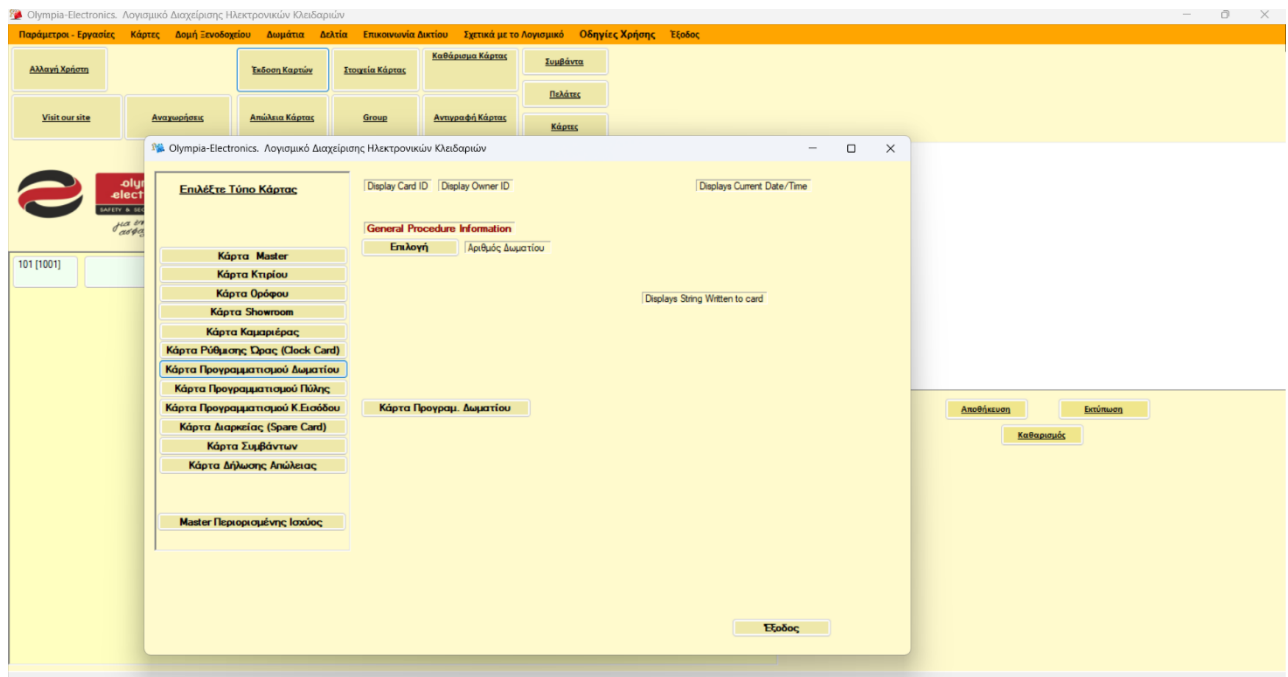 Olympia-Electronics. Λογισμικό Διαχείρισης Ηλεκτρονικών Κλειδαριών
Παράμετροι - Εργασίες Κάρτες Δομή Ξενοδοχείου Δωμάτια Δελτία Επικοινωνία Δικτίου Σχετικά με το Λογισμικό Οδηγίες Χρήσης Έξοδος
Αλλαγή Χρήστη
Έκδοση Καρτών
Στοιχεία Κάρτας
Καθάρισμα Κάρτας
Συμβάντα
Πελάτες
Visit our site
Αναχωρήσεις
Απώλεια Κάρτας
Group
Αντιγραφή Κάρτας
Κάρτες
Olympia-Electronics. Λογισμικό Διαχείρισης Ηλεκτρονικών Κλειδαριών
101 [1001]
Επιλέξτε Τύπο Κάρτας
Κάρτα Master
Κάρτα Κτιρίου
Κάρτα Ορόφου
Κάρτα Showroom
Κάρτα Καμαριέρας
Κάρτα Ρύθμισης Ώρας (Clock Card)
Κάρτα Προγραμματισμού Δωματίου
Κάρτα Προγραμματισμού Πύλης
Κάρτα Προγραμματισμού Κ.Εισόδου
Κάρτα Διαρκείας (Spare Card)
Κάρτα Συμβάντων
Κάρτα Δήλωσης Απώλειας
Master Περιορισμένης Ισχύος
Display Card ID Display Owner ID Displays Current Date/Time
General Procedure Information
Επιλογή Αριθμός Δωματίου
Displays String Written to card
Κάρτα Προγραμ. Δωματίου
Έξοδος
Αποθήκευση Εκτύπωση
Καθαρισμός